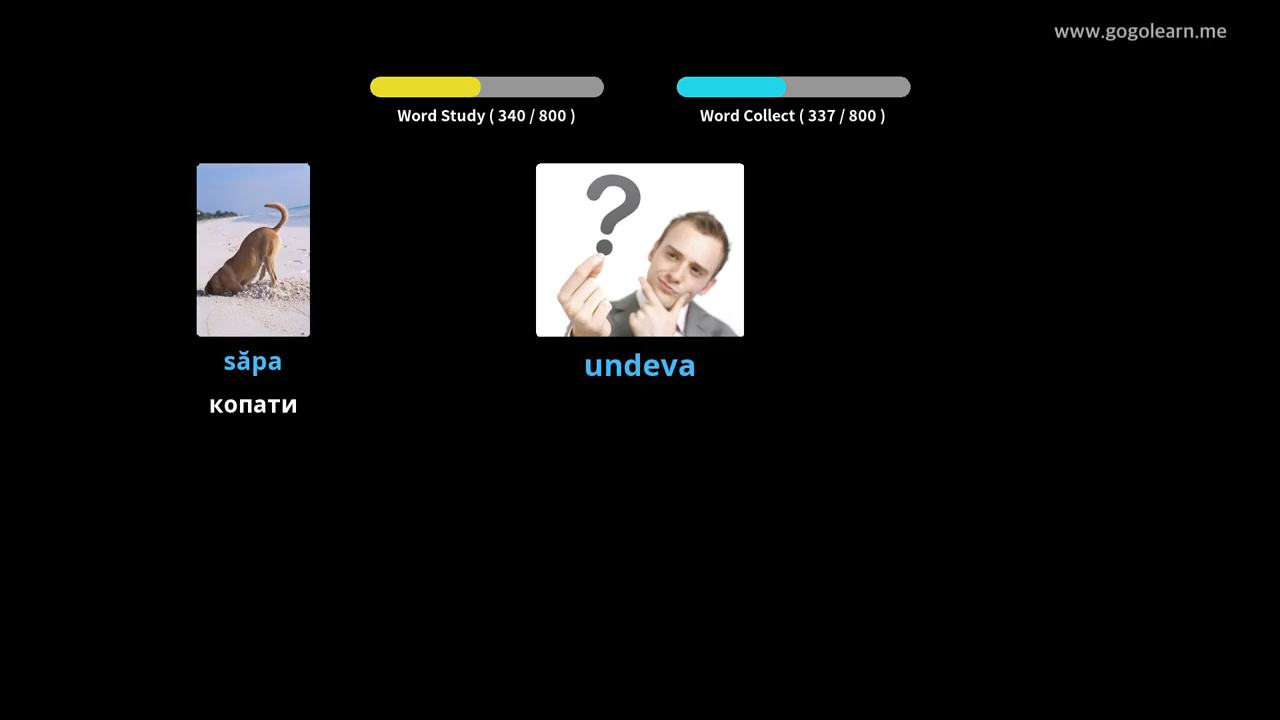 www.gogolearn.me
Word Study ( 340 / 800 )
Word Collect ( 337 / 800 )
săpa
копати
undeva